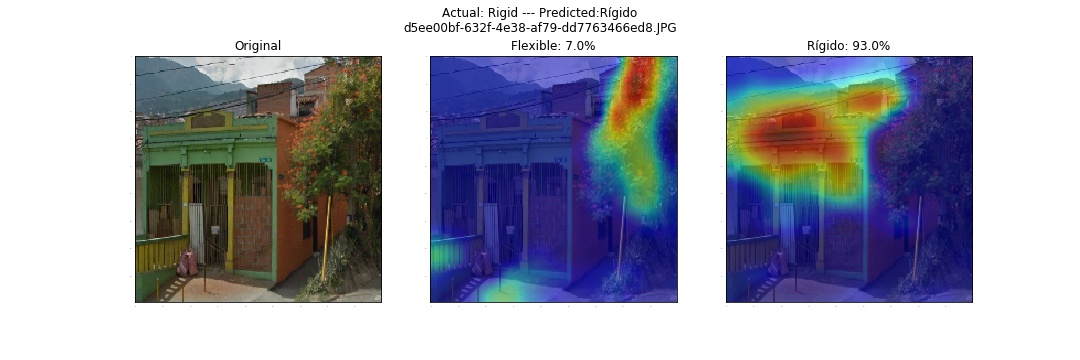 Actual: Rigid --- Predicted:Rígido
d5ee00bf-632f-4e38-af79-dd7763466ed8.JPG
Original
Flexible: 7.0%
Rígido: 93.0%